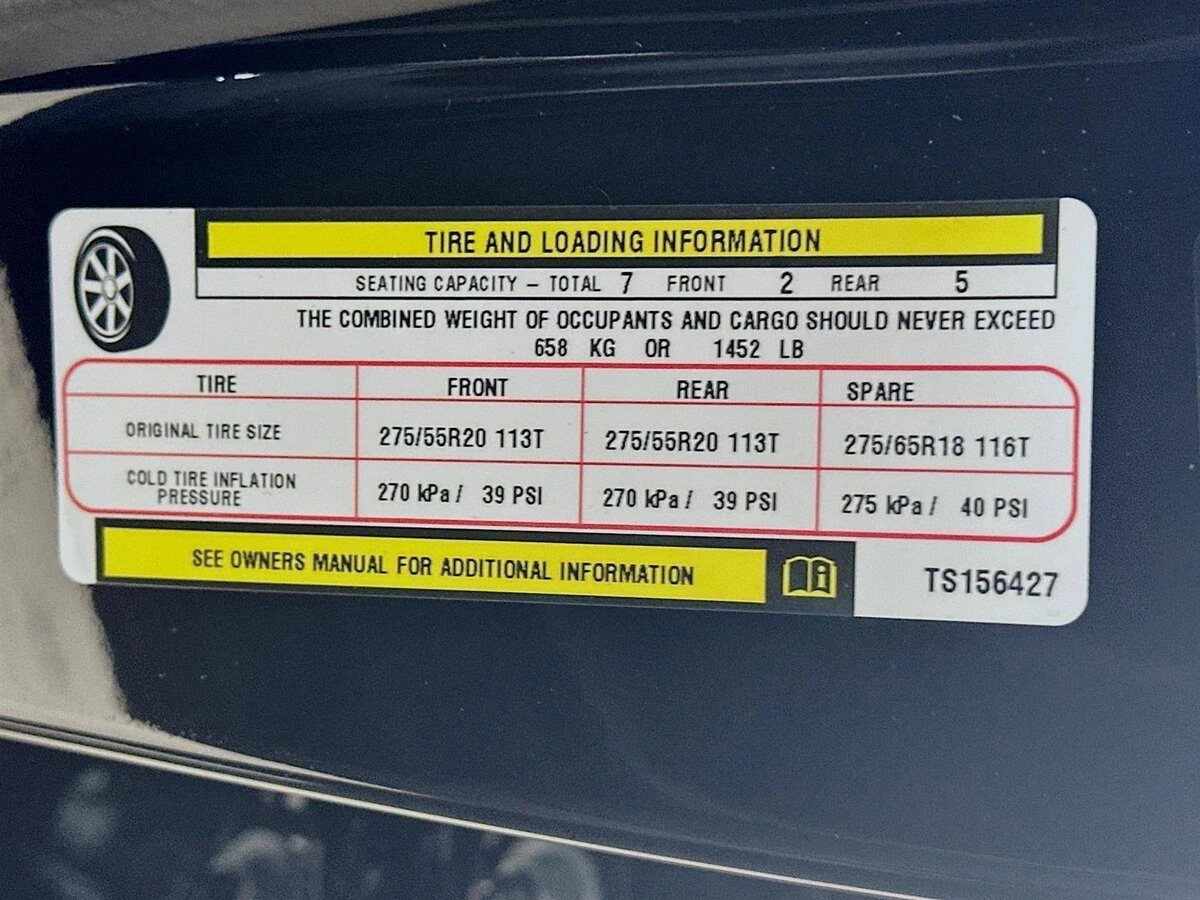 TIRE AND LOADING INFORMATION
SEATING CAPACITY – TOTAL 7 FRONT 2 REAR 5
THE COMBINED WEIGHT OF OCCUPANTS AND CARGO SHOULD NEVER EXCEED
658 KG OR 1452 LB
TIRE FRONT REAR SPARE
ORIGINAL TIRE SIZE 275/55R20 113T 275/55R20 113T 275/65R18 116T
COLD TIRE INFLATION
PRESSURE 270 kPa / 39 PSI 270 kPa / 39 PSI 275 kPa / 40 PSI
SEE OWNERS MANUAL FOR ADDITIONAL INFORMATION
TS156427